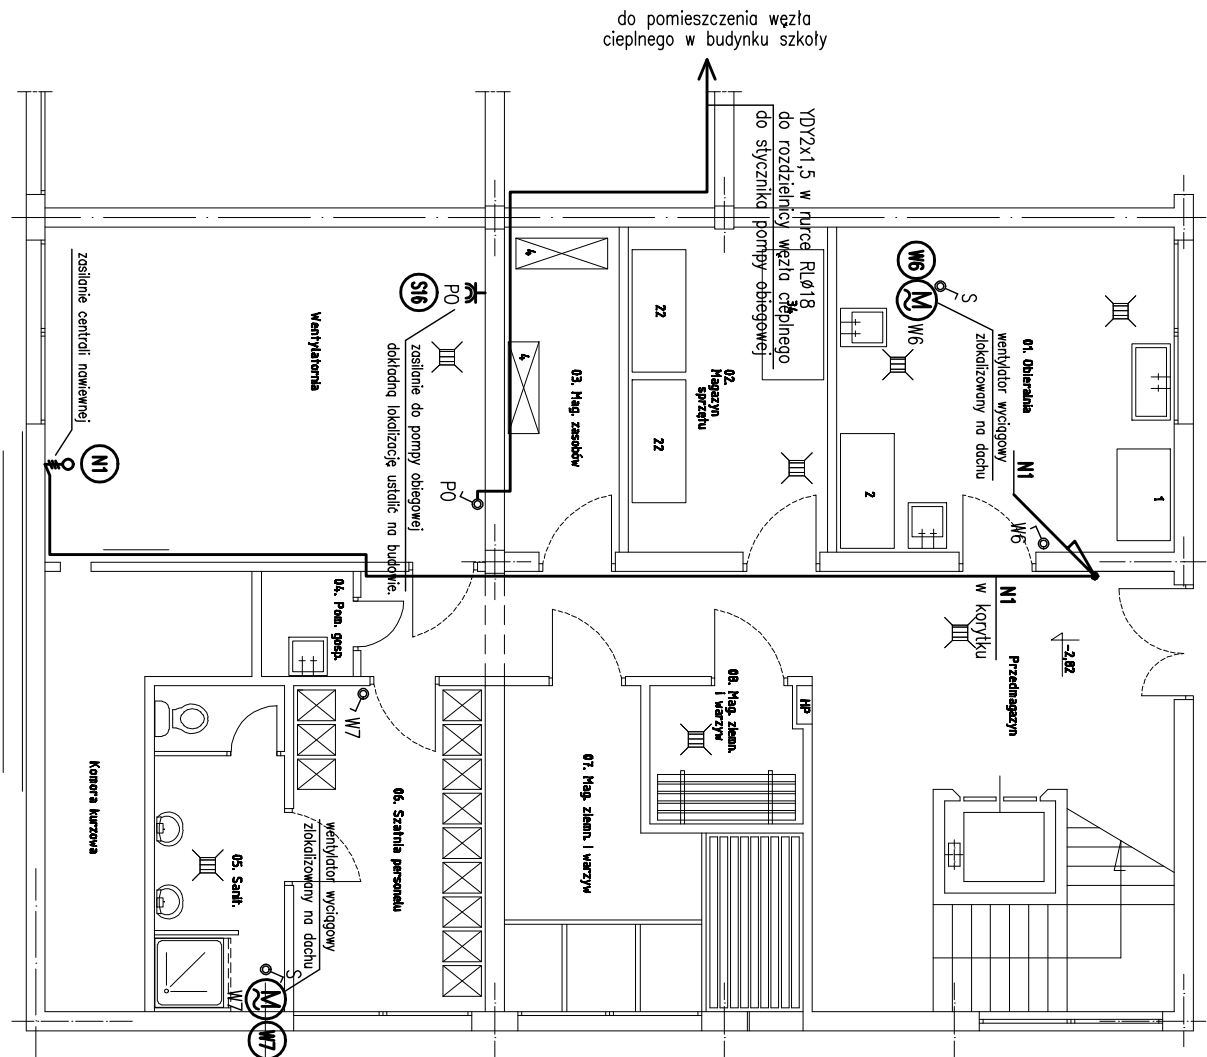 do pomieszczenia węzła
cieplnego w budynku szkoły
YDY2x1,5 w rurce RLØ18
do rozdzielnicy węzła cieplnego
do stycznika pompy obiegowej
zasilanie centrali nawiewnej
N1
Wentylatornia
S16
PO
zasilanie do pompy obiegowej
dokładną lokalizację ustalić na budowie.
PO
4
4
03. Mag. zasobów
22
22
02.
Magazyn
sprzętu
34
W6
M
S
W6
wentylator wyciągowy
zlokalizowany na dachu
01. Obieralnia
N1
W6
2
1
N1
w korytku
-2,82
Przedmagazyn
HP
08. Mag. ziemn.
i warzyw
07. Mag. ziemn. i warzyw
04. Pom. gosp.
W7
06. Szatnia personelu
wentylator wyciągowy
zlokalizowany na dachu
05. Sanit.
Komora kurzowa
S
W7
M
W7